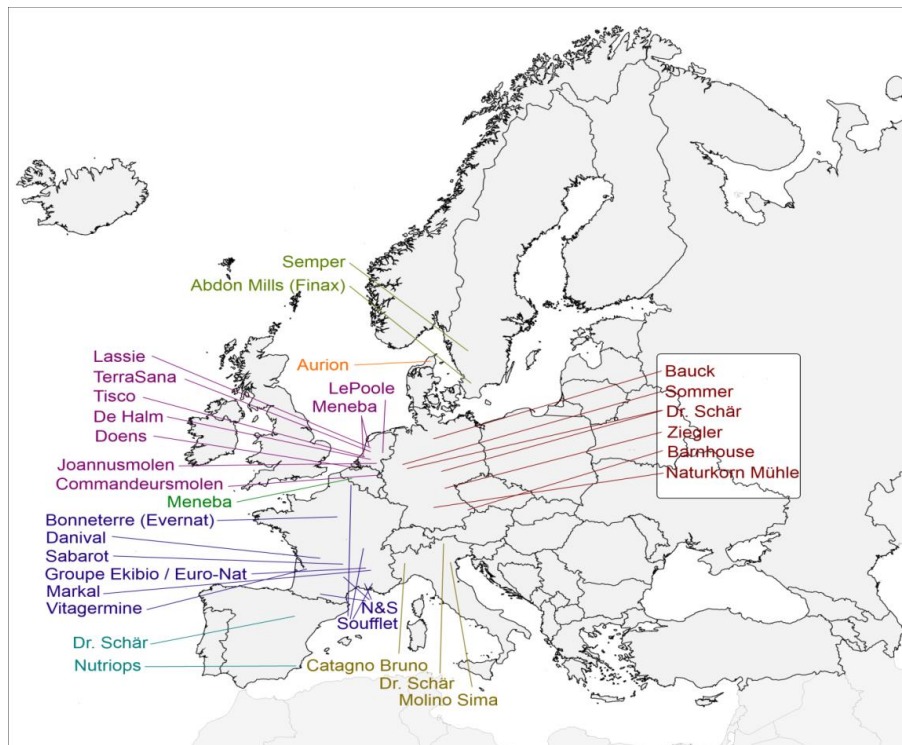 Semper
Abdon Mills (Finax)
Aurion
Lassie
TerraSana
Tisco
De Halm
Doens
Joannusmolen
Commandeursmolen
Meneba
LePoole
Meneba
Bauck
Sommer
Dr. Schär
Ziegler
Barnhouse
Naturkorn Mühle
Bonneterre (Evernat)
Danival
Sabarot
Groupe Ekibio / Euro-Nat
Markal
Vitagermine
N&S
Soufflet
Dr. Schär
Nutriops
Catagno Bruno
Dr. Schär
Molino Sima